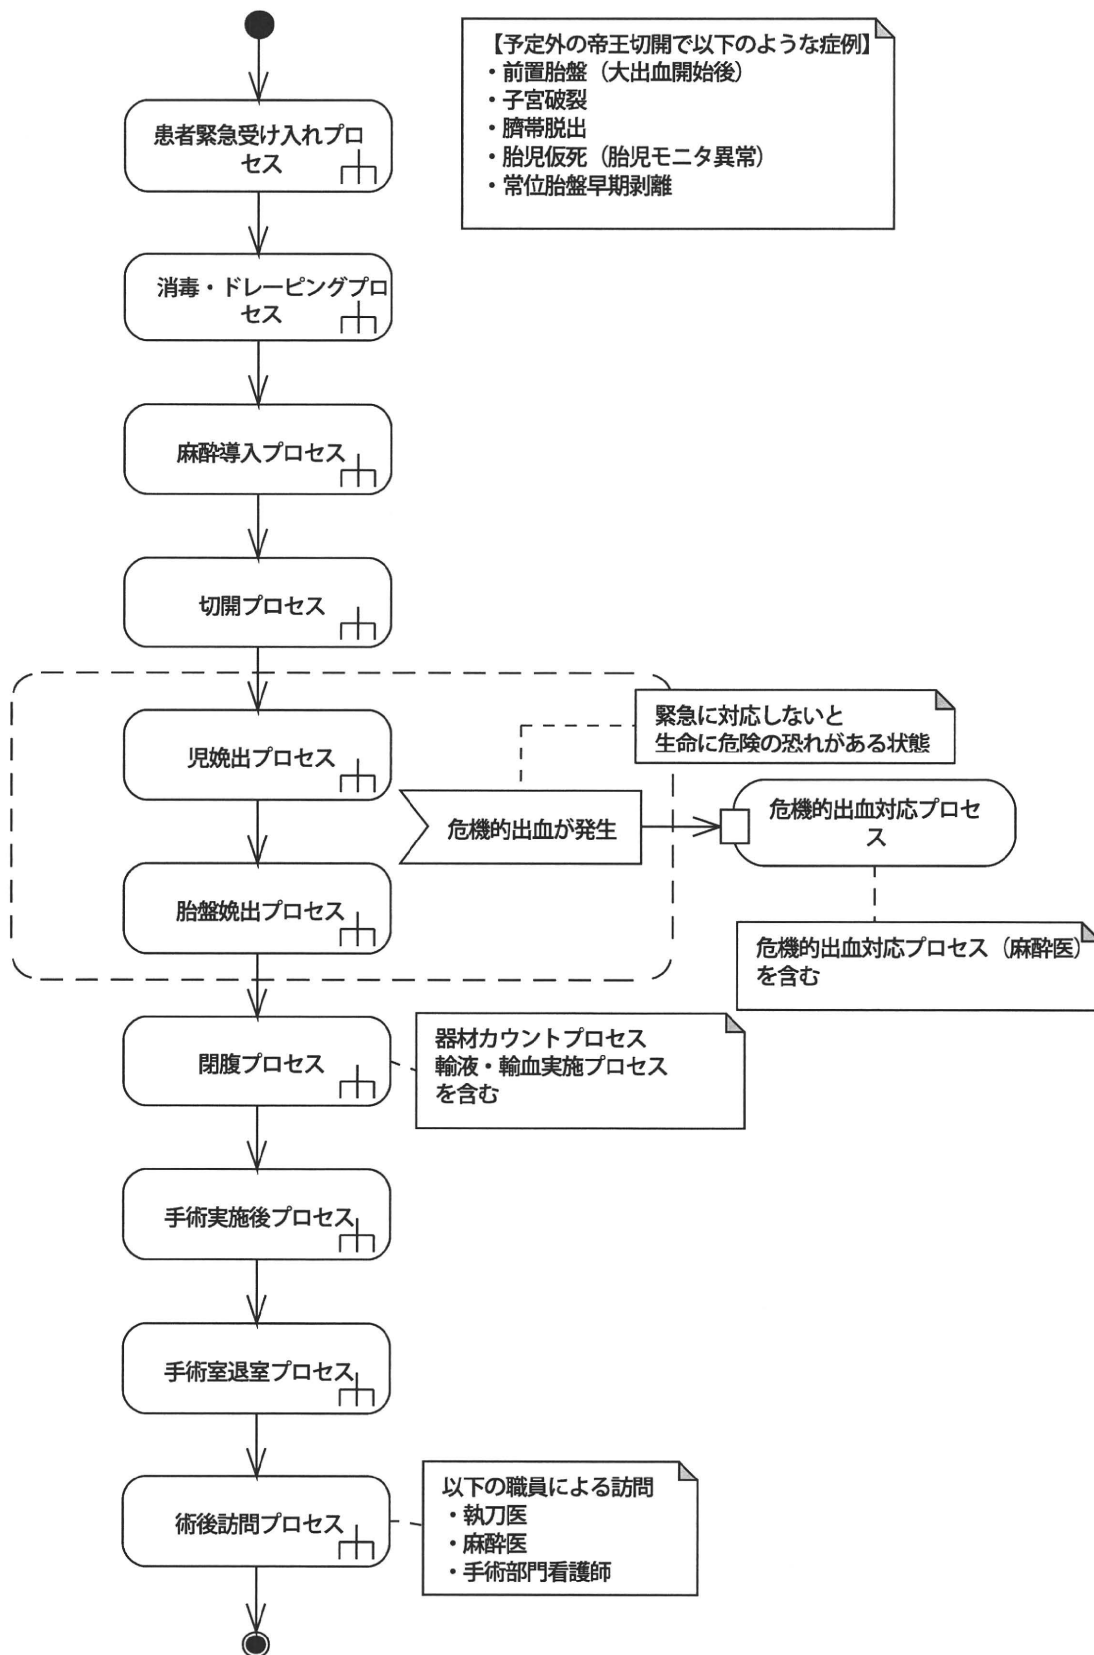 【予定外の帝王切開で以下のような症例】
・前置胎盤（大出血開始後）
・子宮破裂
・臍帯脱出
・胎児仮死（胎児モニタ異常）
・常位胎盤早期剥離
患者緊急受け入れプロ
セス
消毒・ドレーピングプロ
セス
麻酔導入プロセス
切開プロセス
緊急に対応しないと
生命に危険の恐れがある状態
児娩出プロセス
危機的出血が発生
危機的出血対応プロセ
ス
胎盤娩出プロセス
危機的出血対応プロセス（麻酔医）
を含む
閉腹プロセス
器材カウントプロセス
輸液・輸血実施プロセス
を含む
手術実施後プロセス
手術室退室プロセス
術後訪問プロセス
以下の職員による訪問
・執刀医
・麻酔医
・手術部門看護師